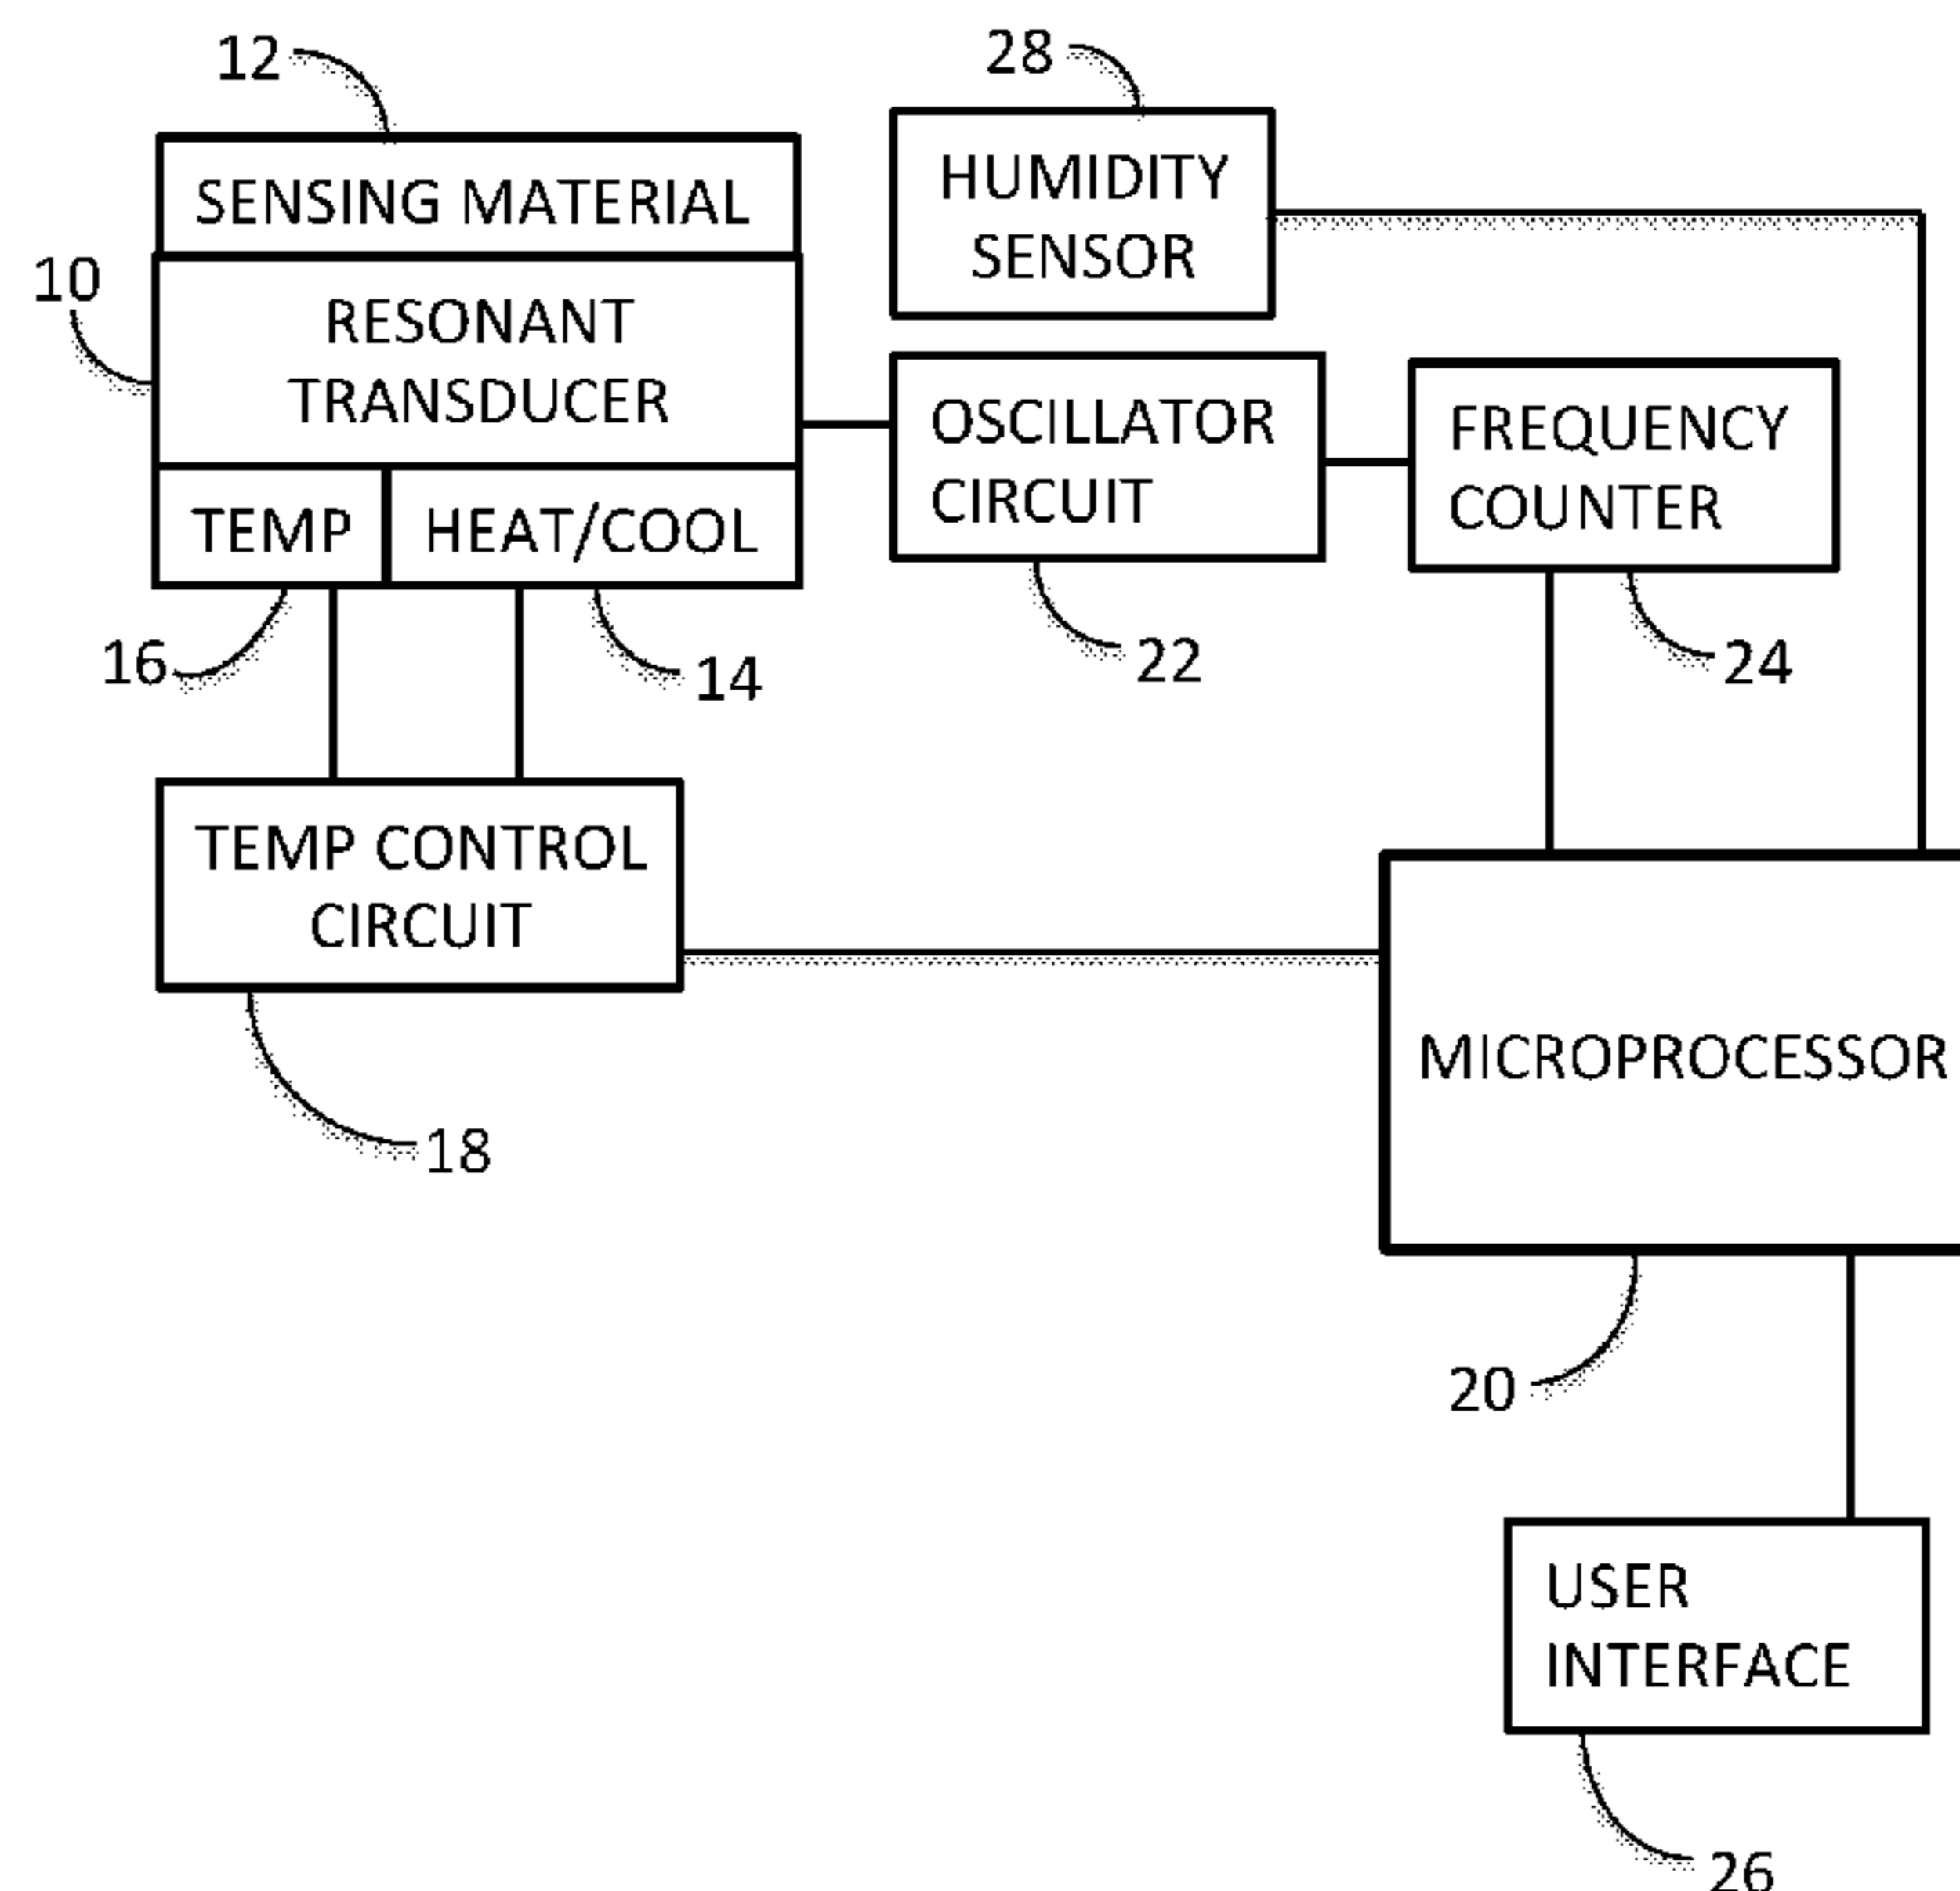 12
28
SENSING MATERIAL
HUMIDITY
SENSOR
10
RESONANT
TRANSDUCER
OSCILLATOR
CIRCUIT
FREQUENCY
COUNTER
TEMP
HEAT/COOL
16
14
22
24
TEMP CONTROL
CIRCUIT
MICROPROCESSOR
18
20
USER
INTERFACE
26